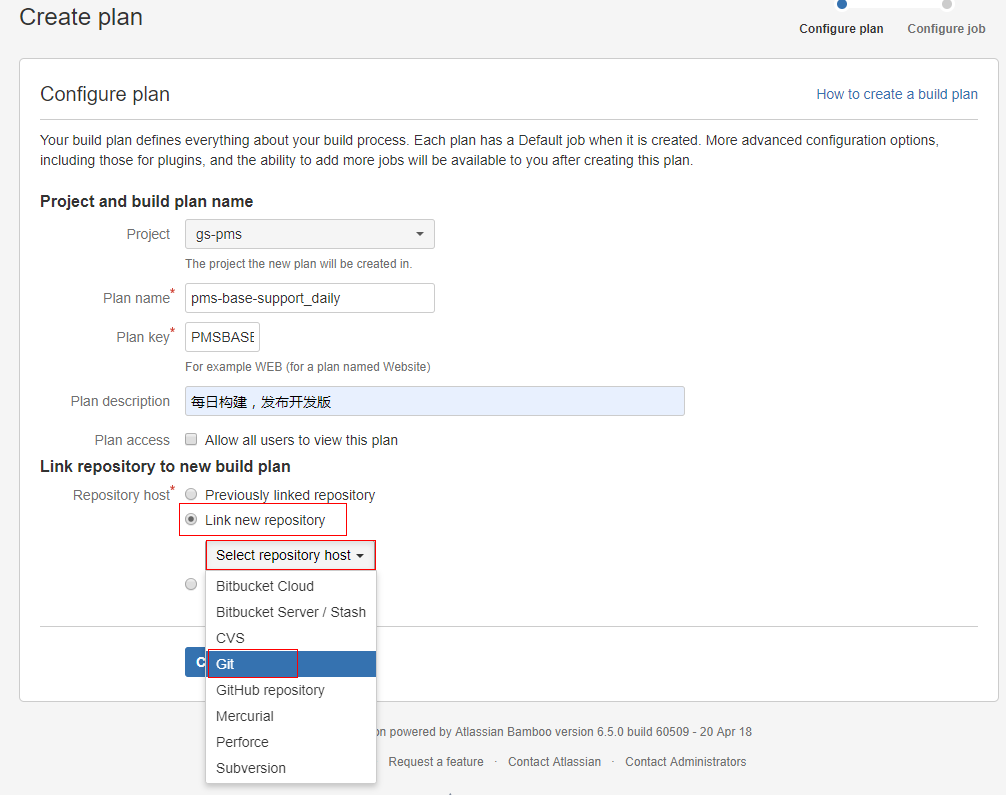 Create plan
Configure plan
Configure job
Configure plan
How to create a build plan
Your build plan defines everything about your build process. Each plan has a Default job when it is created. More advanced configuration options,
including those for plugins, and the ability to add more jobs will be available to you after creating this plan.
Project and build plan name
Project
gs-pms
The project the new plan will be created in.
Plan name*
pms-base-support_daily
Plan key*
PMSBASE
For example WEB (for a plan named Website)
Plan description
每日构建，发布开发版
Plan access
Allow all users to view this plan
Link repository to new build plan
Repository host*
Previously linked repository
Link new repository
Select repository host
Bitbucket Cloud
Bitbucket Server / Stash
CVS
Git
GitHub repository
Mercurial
Perforce
Subversion
powered by Atlassian Bamboo version 6.5.0 build 60509 - 20 Apr 18
Request a feature · Contact Atlassian · Contact Administrators